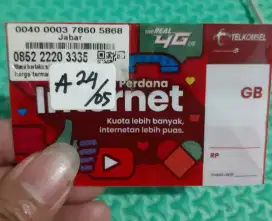 0040 0003 7860 5868
Jabar
0852 2220 3335
A 24/05
THE REAL
4G
TELKOMSEL
Perdana
Internet
Kuota lebih banyak,
internetan lebih puas.
GB
RP